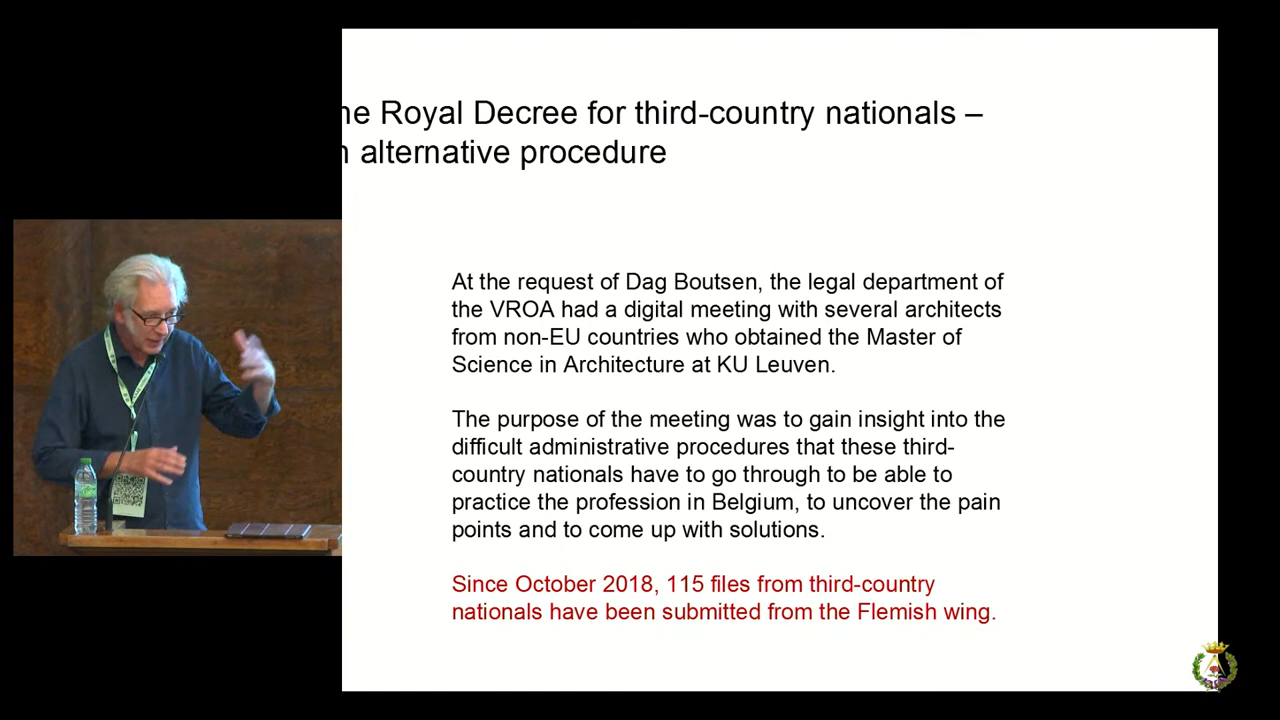 he Royal Decree for third-country nationals –
n alternative procedure
At the request of Dag Boutsen, the legal department of
the VROA had a digital meeting with several architects
from non-EU countries who obtained the Master of
Science in Architecture at KU Leuven.
The purpose of the meeting was to gain insight into the
difficult administrative procedures that these third-
country nationals have to go through to be able to
practice the profession in Belgium, to uncover the pain
points and to come up with solutions.
Since October 2018, 115 files from third-country
nationals have been submitted from the Flemish wing.